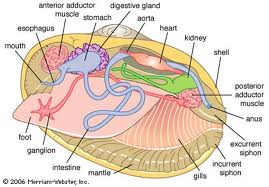 anterior adductor
muscle
stomach
digestive gland
aorta
heart
kidney
shell
esophagus
mouth
posterior
adductor
muscle
anus
excurrent
siphon
incurrent
siphon
foot
ganglion
intestine
mantle
gills
© 2006 Merriam-Webster, Inc.